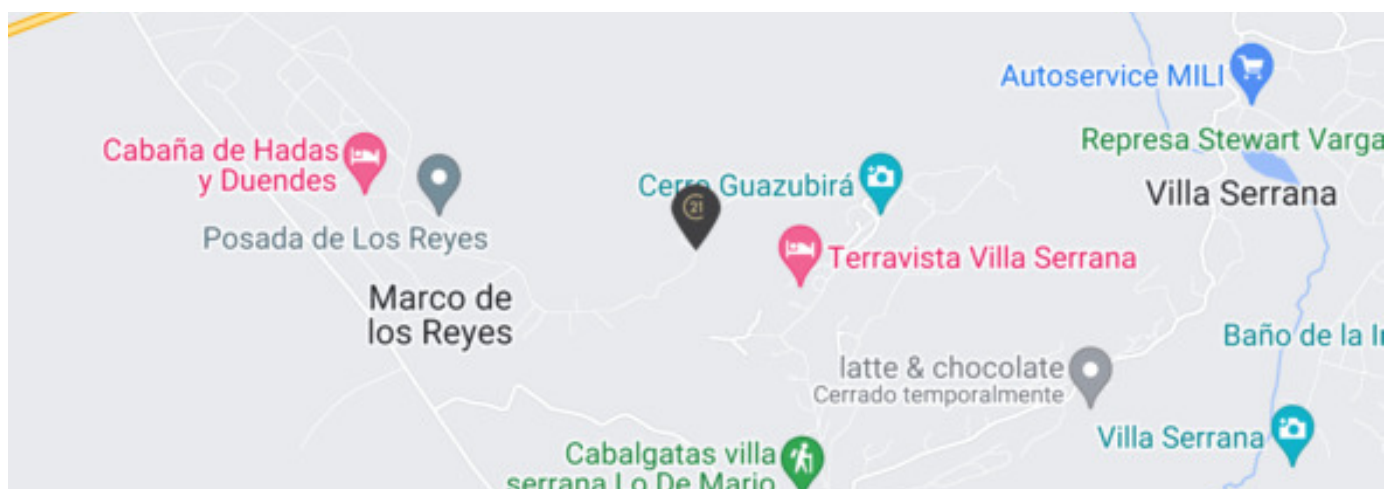 Autoservice MILI
Cabaña de Hadas
y Duendes
Represa Stewart Varga
Cerro Guazubirá
Villa Serrana
21
Posada de Los Reyes
Terravista Villa Serrana
Marco de
los Reyes
Baño de la I
latte & chocolate
Cerrado temporalmente
Villa Serrana
Cabalgatas villa
serrana Lo De Mario